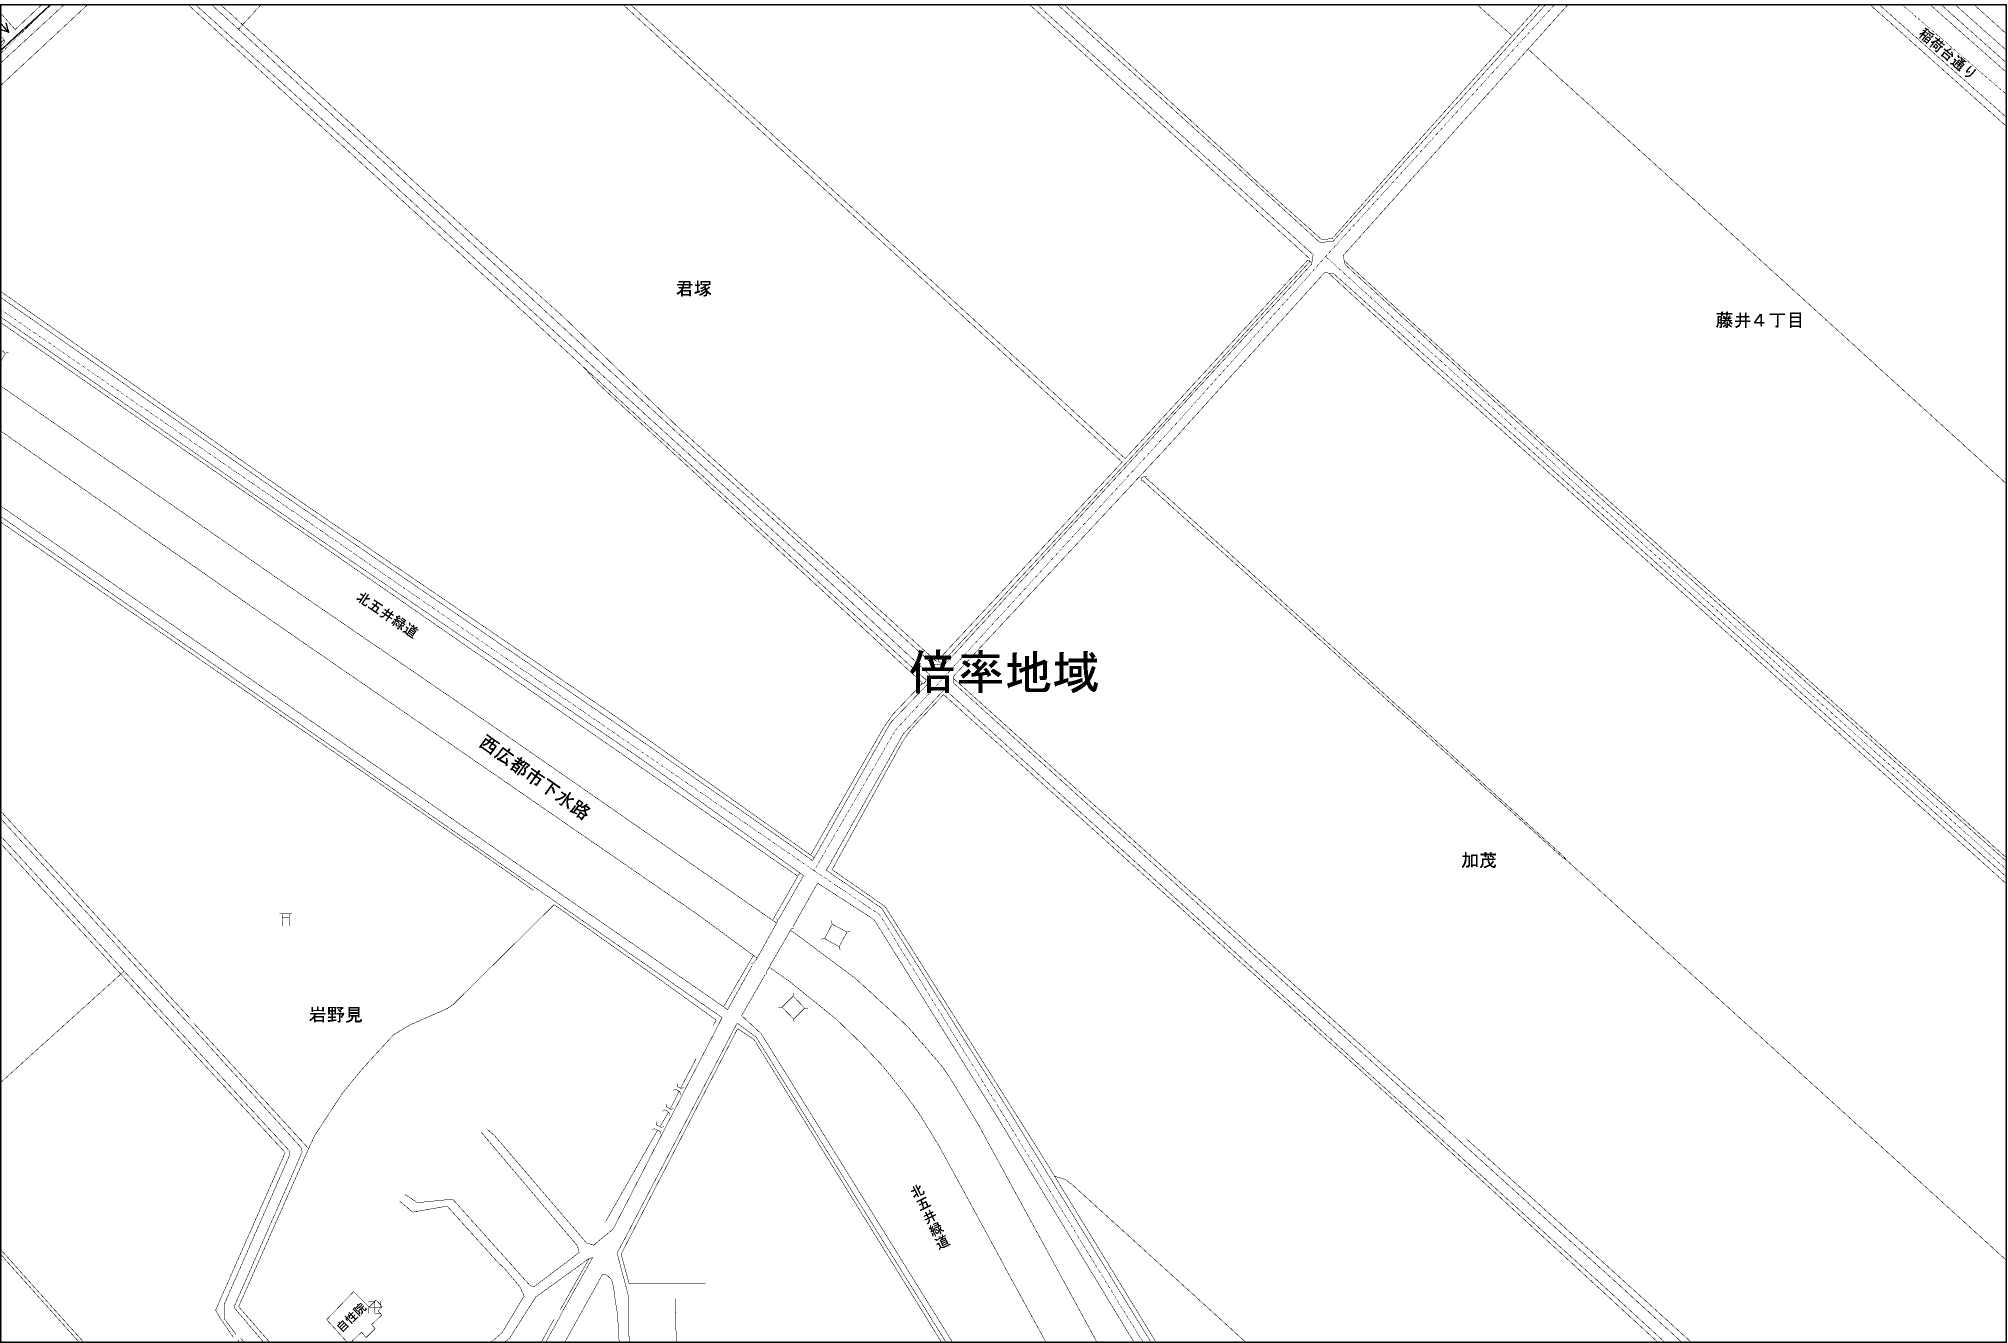 稲荷台通り
君塚
藤井４丁目
北五井緑道
倍率地域
西広都市下水路
加茂
岩野見
北五井緑道
自性院